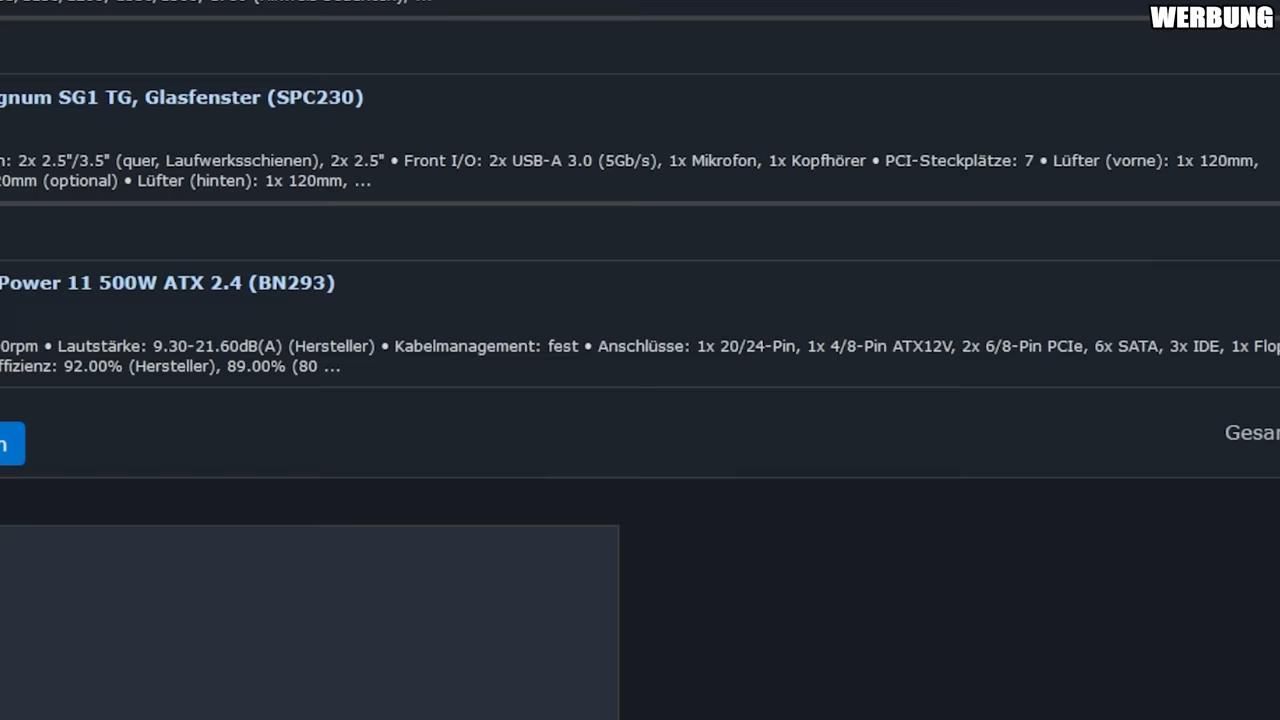 WERBUNG
gnum SG1 TG, Glasfenster (SPC230)
n: 2x 2.5"/3.5" (quer, Laufwerksschienen), 2x 2.5" • Front I/O: 2x USB-A 3.0 (5Gb/s), 1x Mikrofon, 1x Kopfhörer • PCI-Steckplätze: 7 • Lüfter (vorne): 1x 120mm,
20mm (optional) • Lüfter (hinten): 1x 120mm, ...
Power 11 500W ATX 2.4 (BN293)
0rpm • Lautstärke: 9.30-21.60dB(A) (Hersteller) • Kabelmanagement: fest • Anschlüsse: 1x 20/24-Pin, 1x 4/8-Pin ATX12V, 2x 6/8-Pin PCIe, 6x SATA, 3x IDE, 1x Flop
ffizienz: 92.00% (Hersteller), 89.00% (80 ...
n
Gesar